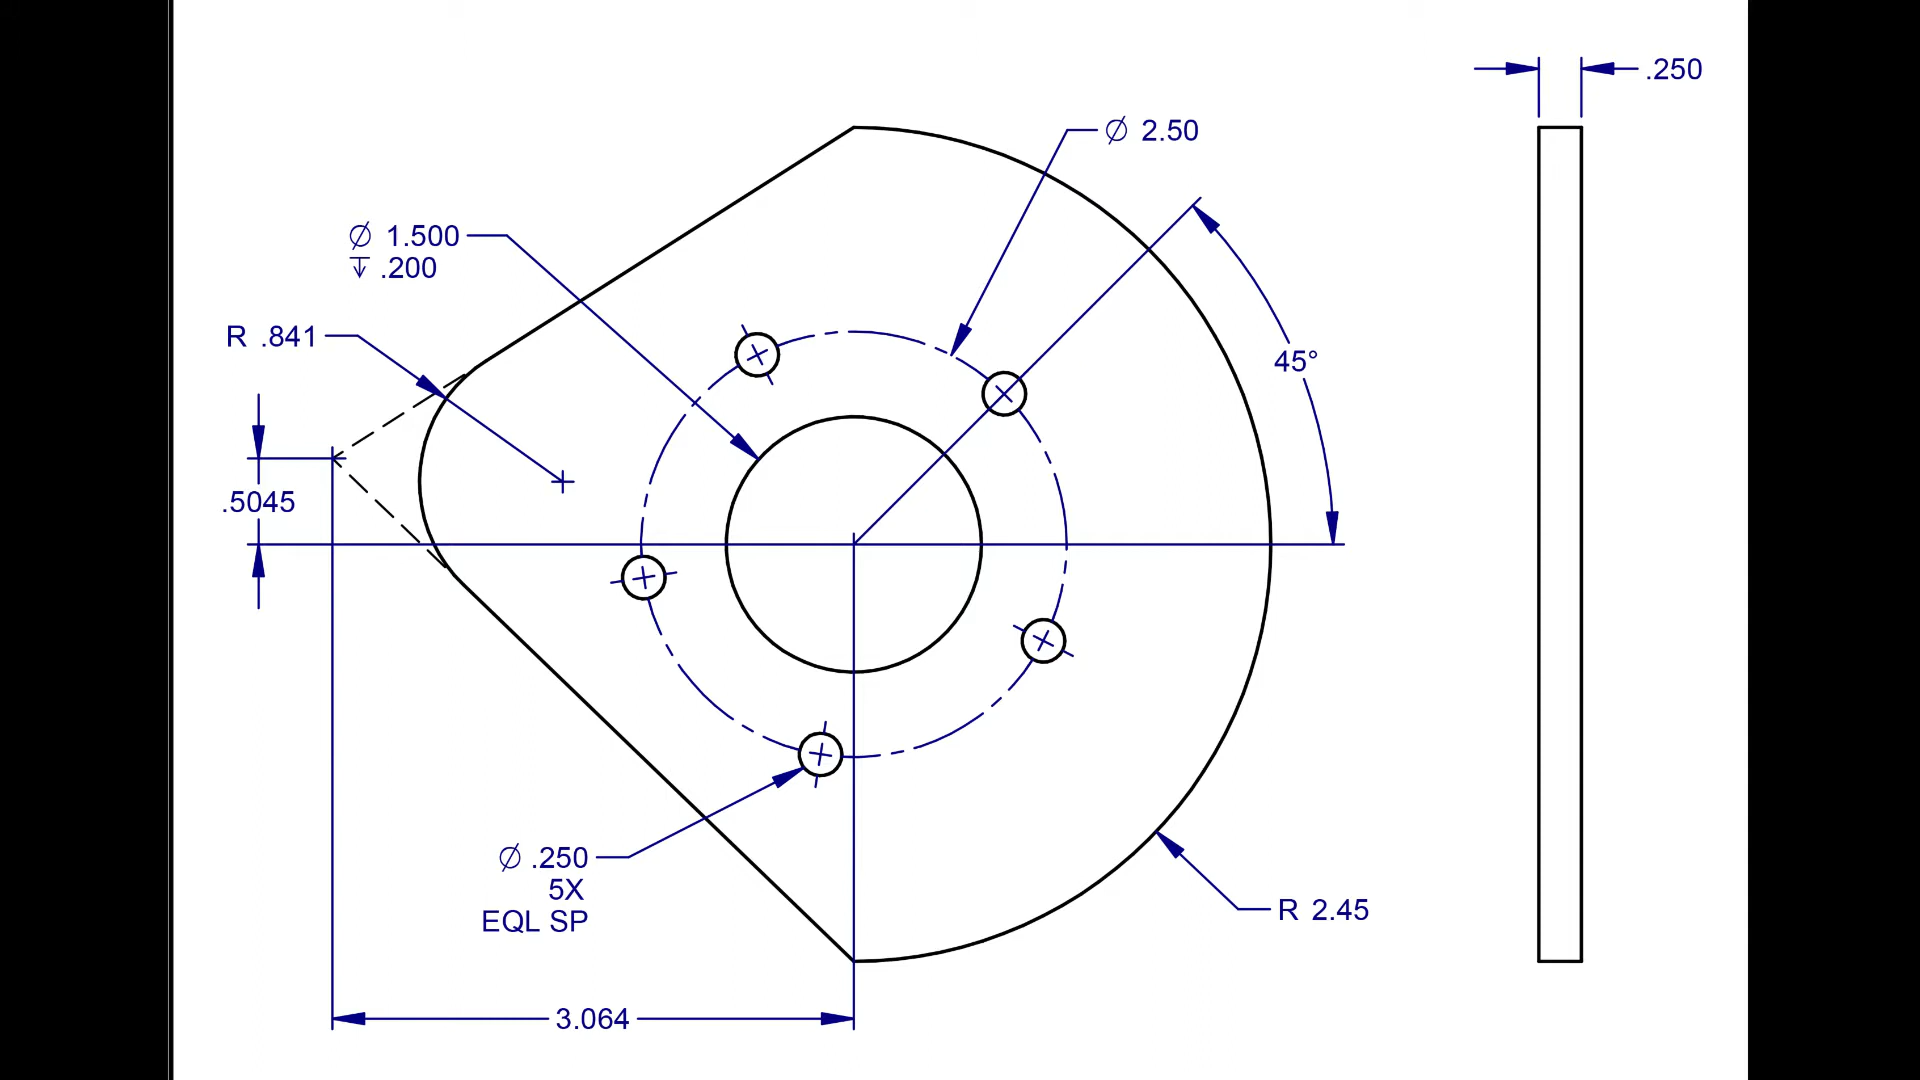 .250
∅ 2.50
∅ 1.500
↧ .200
R .841
45°
.5045
∅ .250
5X
EQL SP
R 2.45
3.064